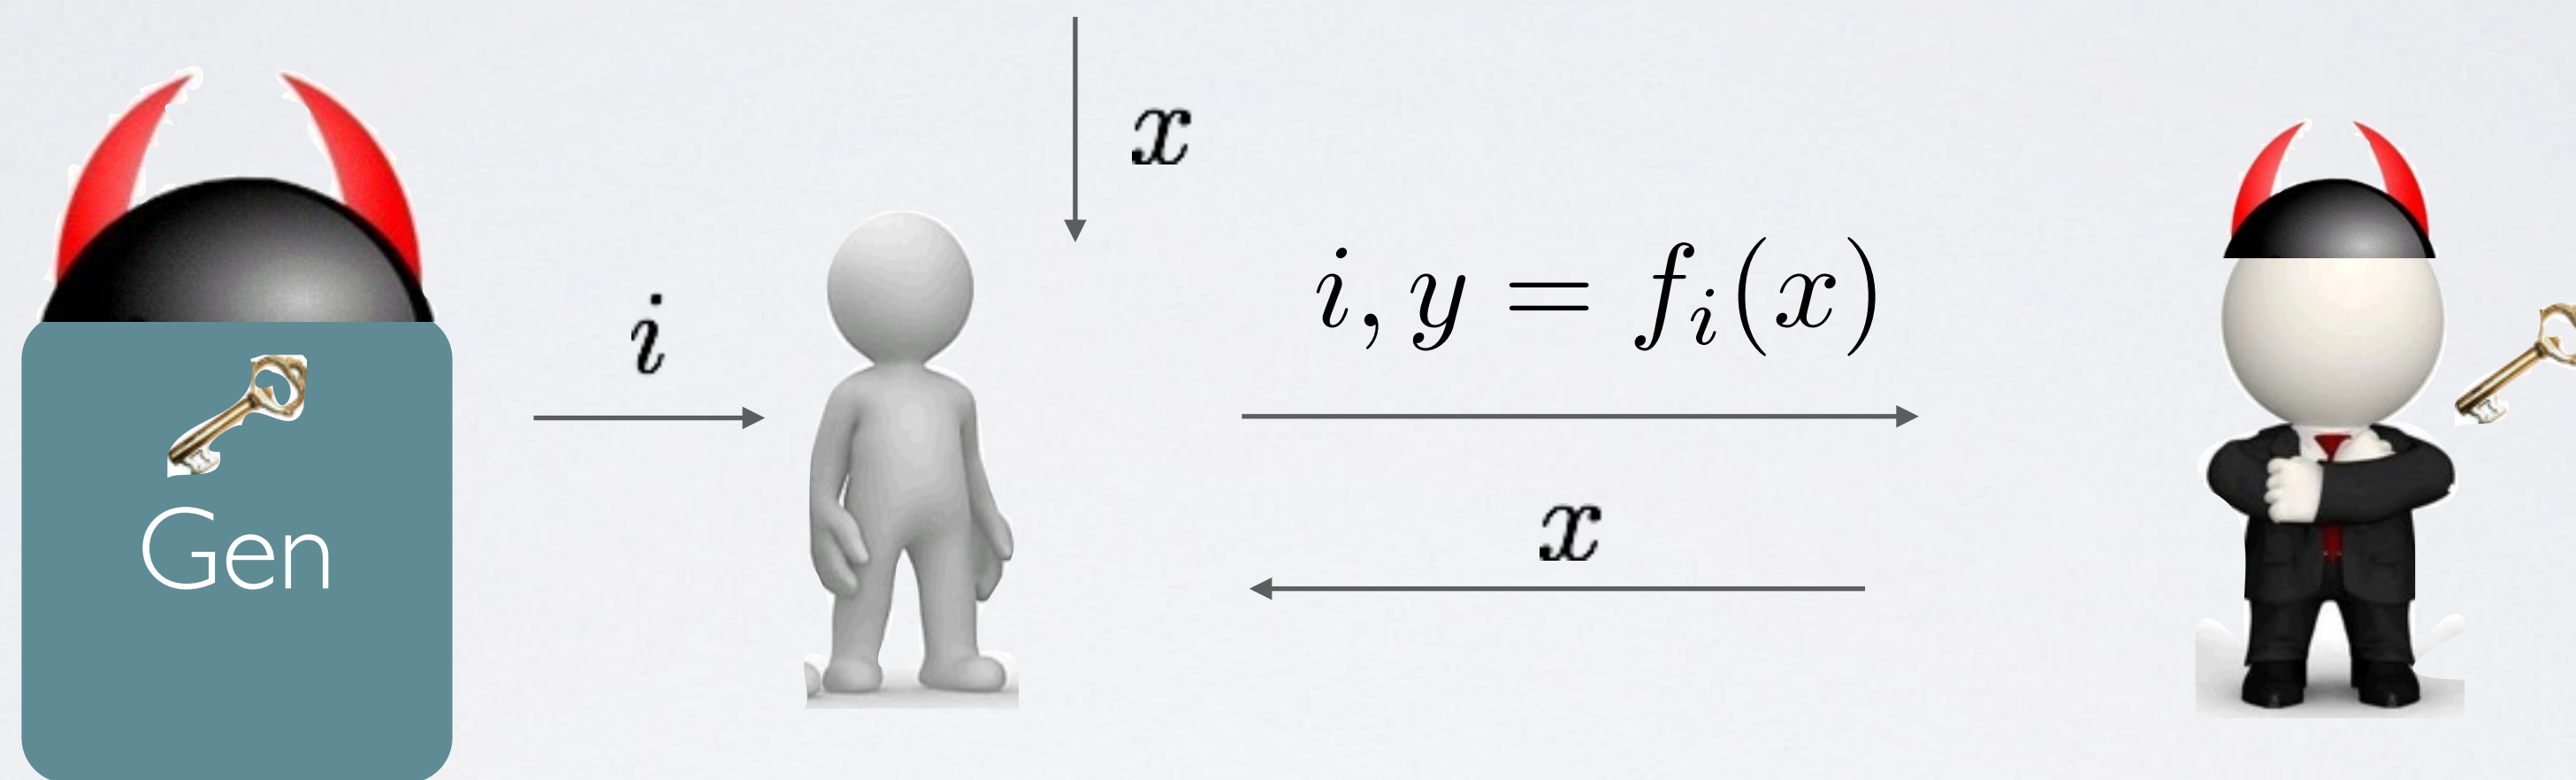 x
i
i, y = f_i(x)
x
Gen